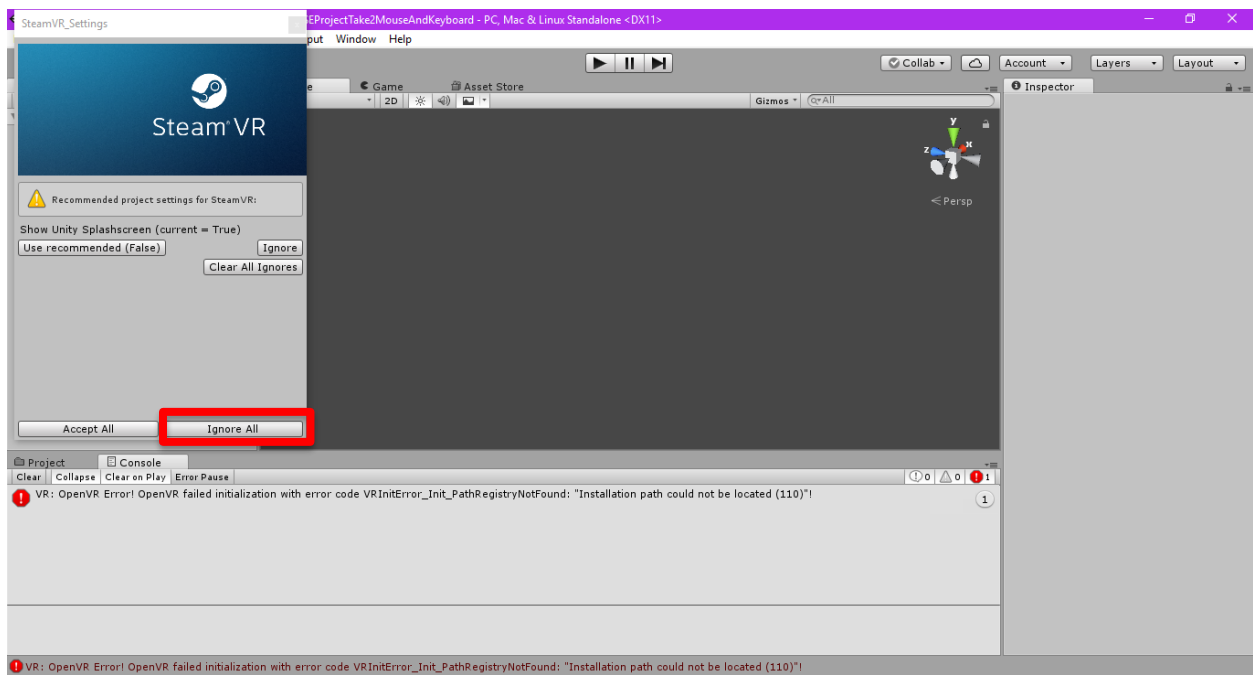 SteamVR_Settings
EProjectTake2MouseAndKeyboard - PC, Mac & Linux Standalone <DX11>
Window Help
Collab
Account
Layers
Layout
Game
Asset Store
Inspector
2D
Gizmos
All
Steam VR
y
x
z
Persp
Recommended project settings for SteamVR:
Show Unity Splashscreen (current = True)
Use recommended (False)
Ignore
Clear All Ignores
Accept All
Ignore All
Project
Console
Clear
Collapse
Clear on Play
Error Pause
0
0
1
VR: OpenVR Error! OpenVR failed initialization with error code VRInitError_Init_PathRegistryNotFound: "Installation path could not be located (110)"!
1
VR: OpenVR Error! OpenVR failed initialization with error code VRInitError_Init_PathRegistryNotFound: "Installation path could not be located (110)"!